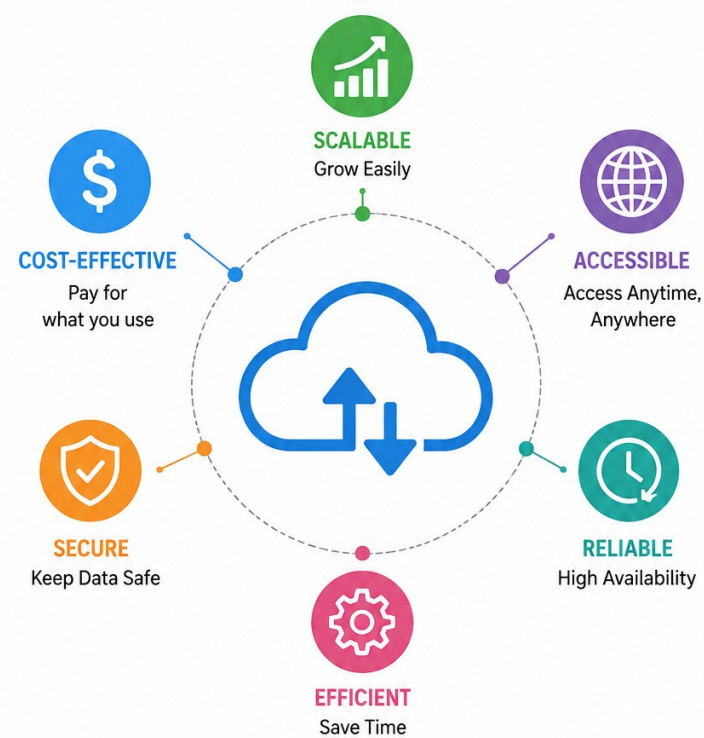 SCALABLE
Grow Easily
COST-EFFECTIVE
Pay for
what you use
ACCESSIBLE
Access Anytime,
Anywhere
SECURE
Keep Data Safe
RELIABLE
High Availability
EFFICIENT
Save Time